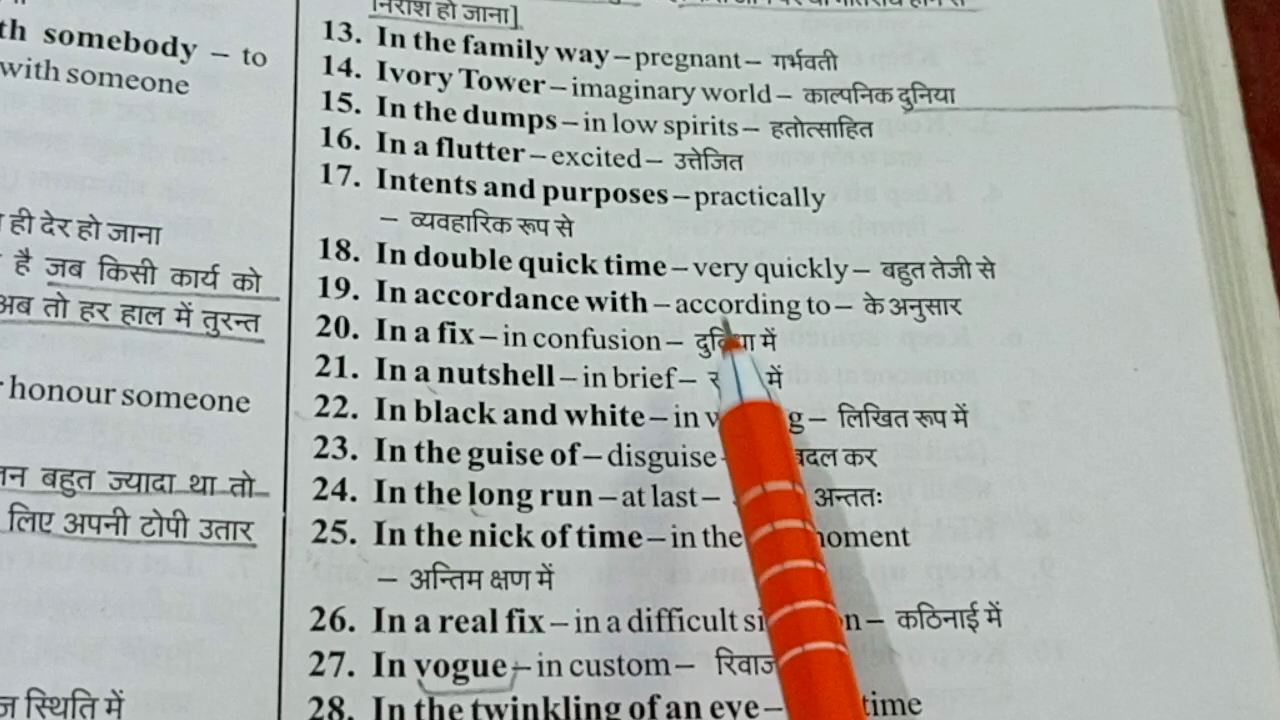 th somebody – to
with someone
ही देर हो जाना
है जब किसी कार्य को
अब तो हर हाल में तुरन्त
honour someone
बहुत ज्यादा था तो
लिए अपनी टोपी उतार
स्थिति में
निराश हो जाना]
13. In the family way – pregnant – गर्भवती
14. Ivory Tower – imaginary world – काल्पनिक दुनिया
15. In the dumps – in low spirits – हतोत्साहित
16. In a flutter – excited – उत्तेजित
17. Intents and purposes – practically
– व्यवहारिक रूप से
18. In double quick time – very quickly – बहुत तेजी से
19. In accordance with – according to – के अनुसार
20. In a fix – in confusion – में
21. In a nutshell – in brief – में
22. In black and white – in – लिखित रूप में
23. In the guise of – disguise – कर
24. In the long run – at last – अन्ततः
25. In the nick of time – in the
– अन्तिम क्षण में
26. In a real fix – in a difficult – कठिनाई में
27. In vogue – in custom –
28. In the twinkling of an eye – time